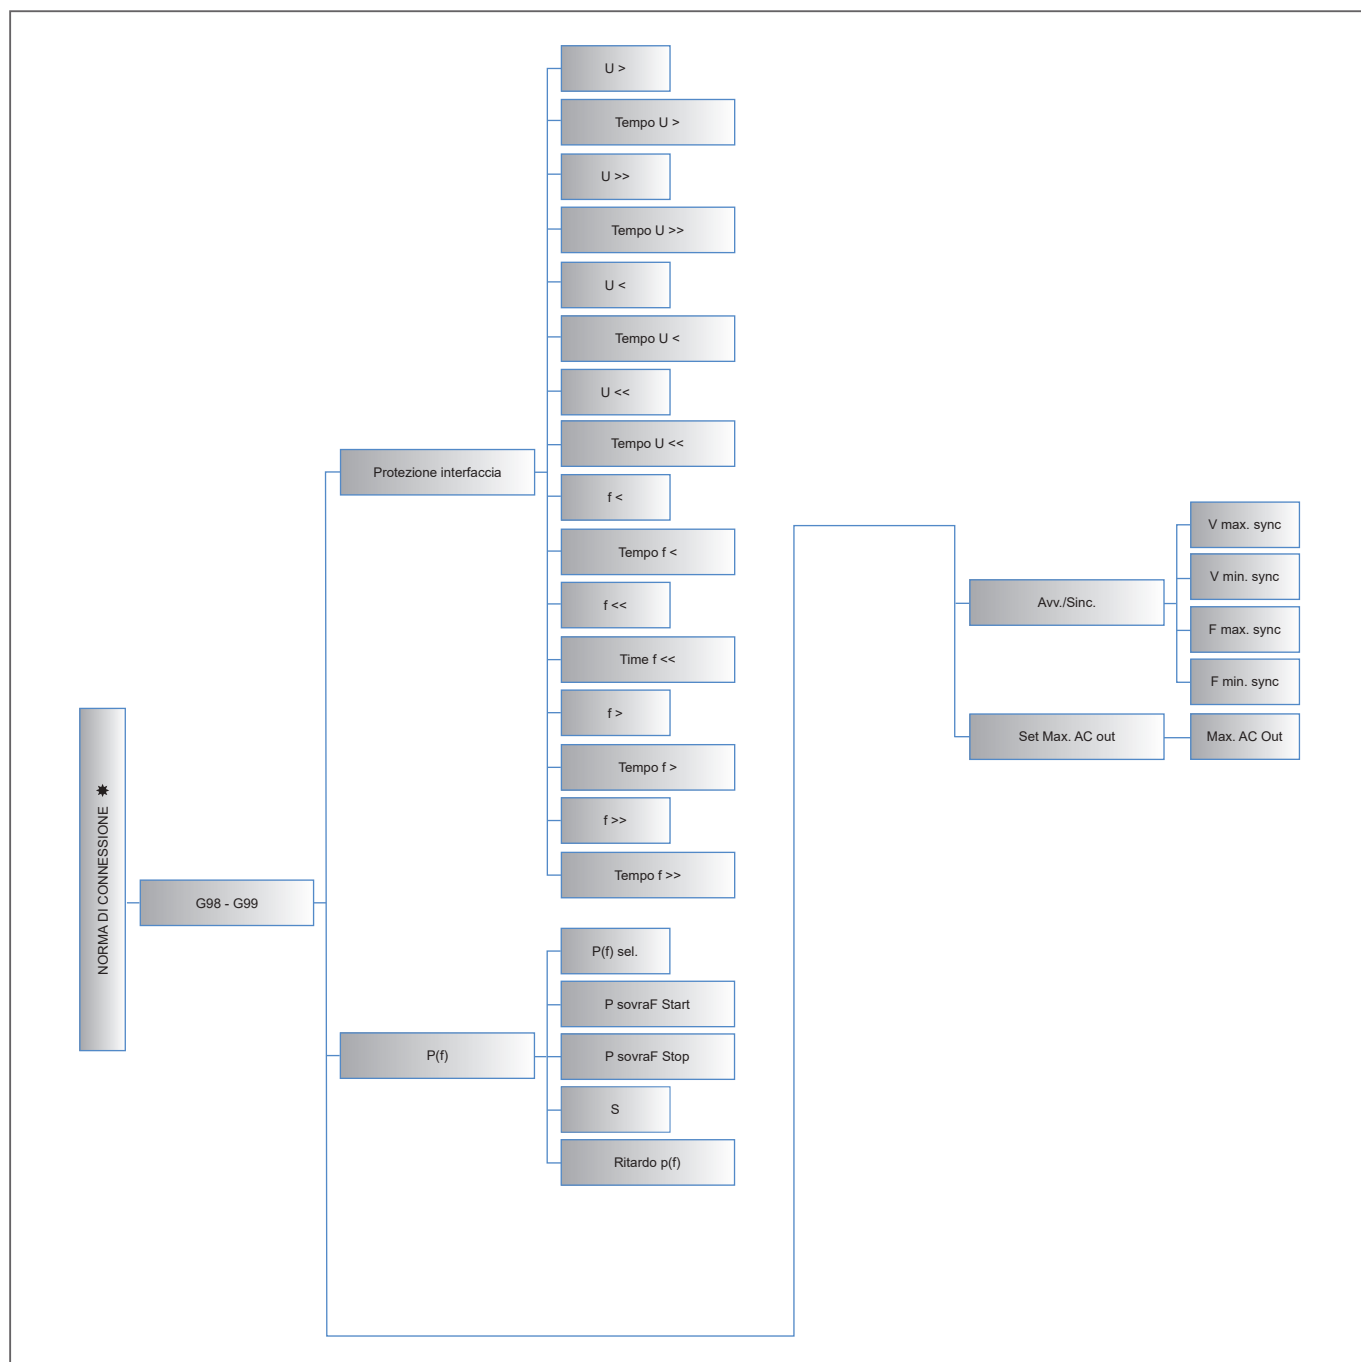 NORMA DI CONNESSIONE
G98 - G99
Protezione interfaccia
U >
Tempo U >
U >>
Tempo U >>
U <
Tempo U <
U <<
Tempo U <<
f <
Tempo f <
f <<
Time f <<
f >
Tempo f >
f >>
Tempo f >>
P(f)
P(f) sel.
P sovraF Start
P sovraF Stop
S
Ritardo p(f)
Avv./Sinc.
V max. sync
V min. sync
F max. sync
F min. sync
Set Max. AC out
Max. AC Out